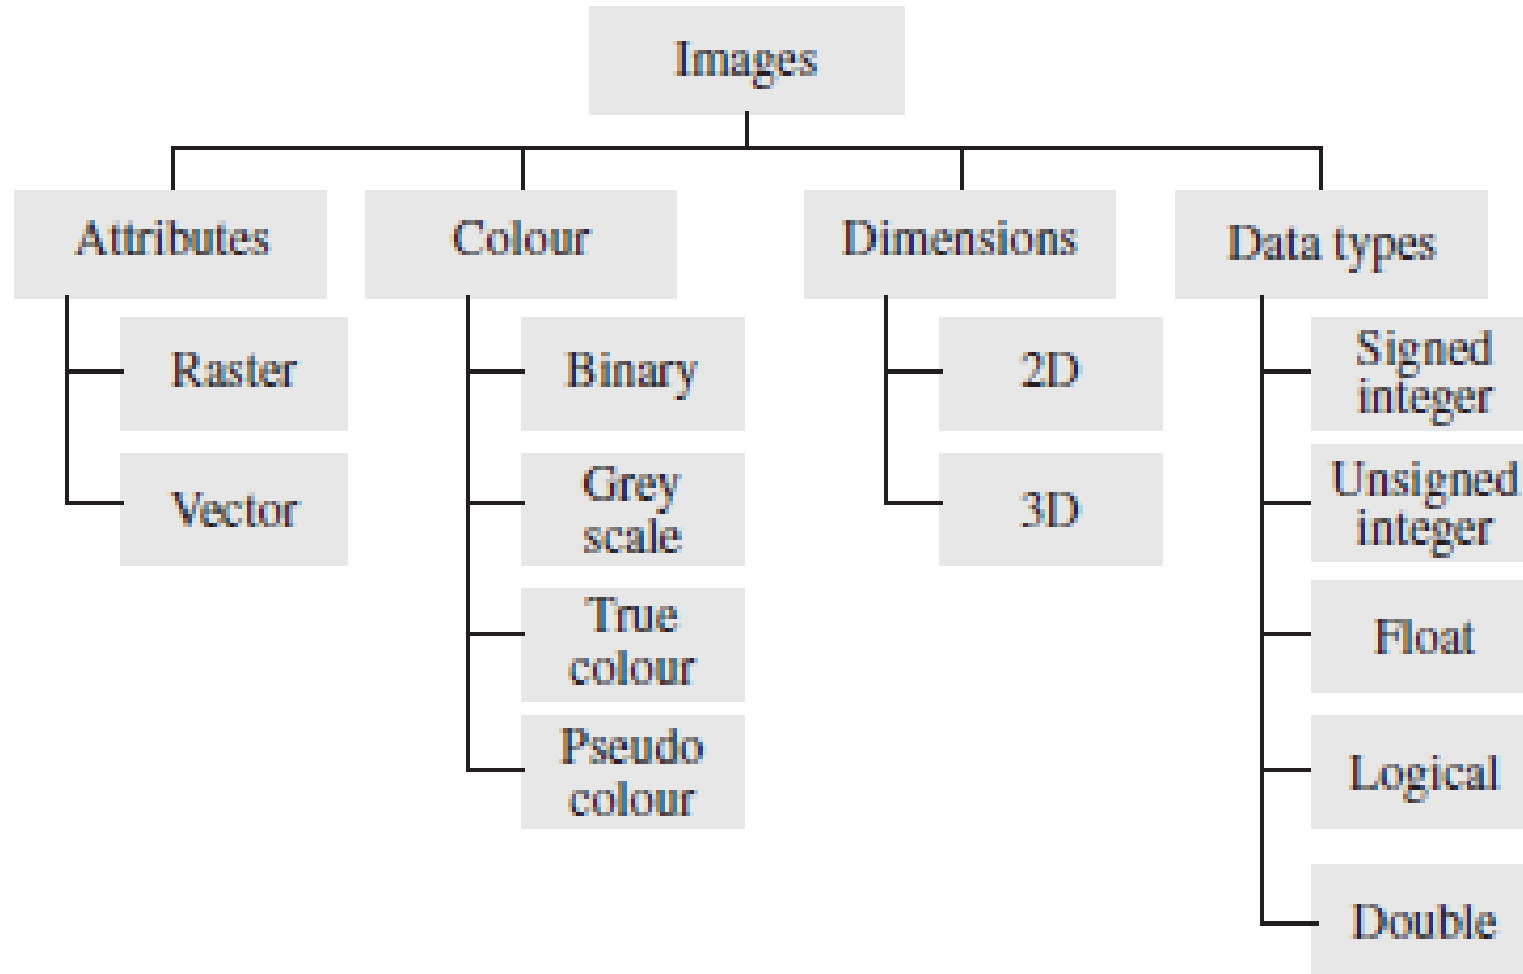 Images
Attributes
Colour
Dimensions
Data types
Raster
Vector
Binary
Grey
scale
True
colour
Pseudo
colour
2D
3D
Signed
integer
Unsigned
integer
Float
Logical
Double